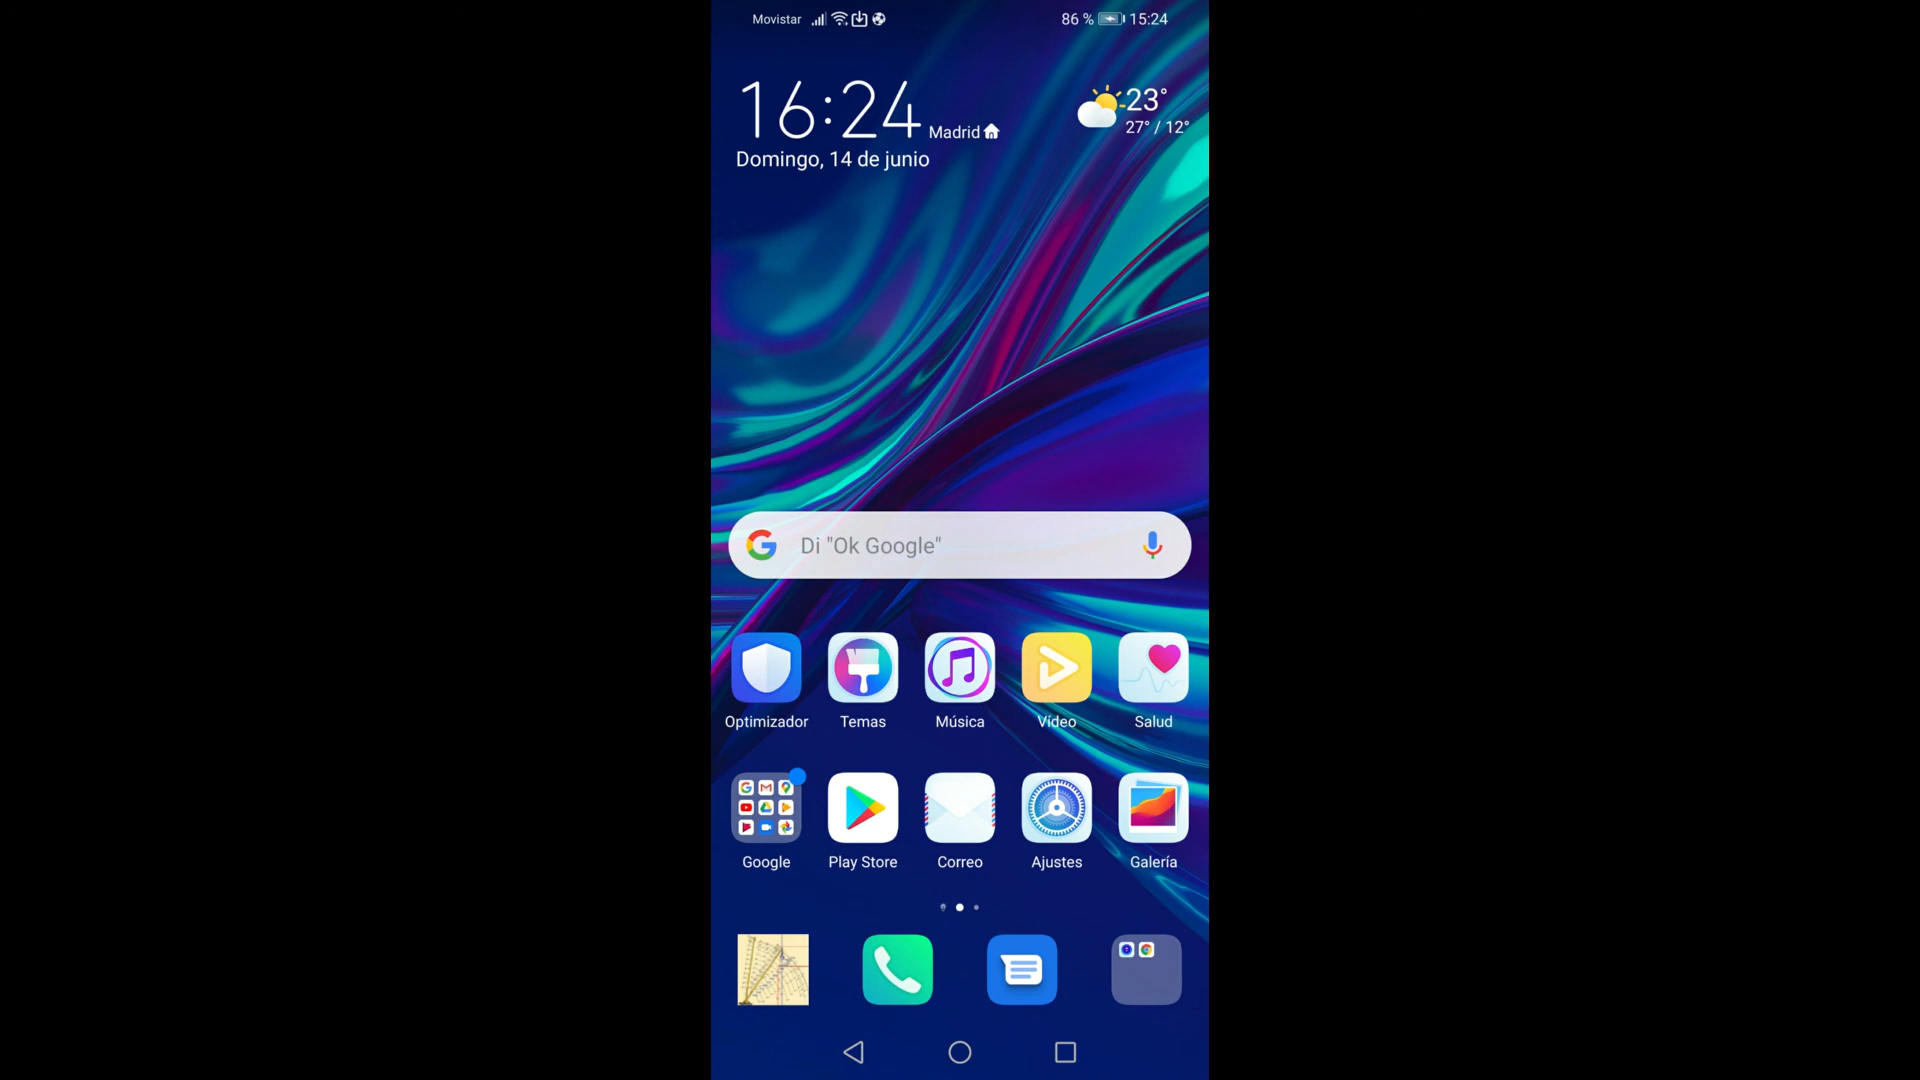 Movistar 86 % 15:24
16:24 Madrid
Domingo, 14 de junio
23°
27° / 12°
Di "Ok Google"
Optimizador Temas Música Vídeo Salud
Google Play Store Correo Ajustes Galería